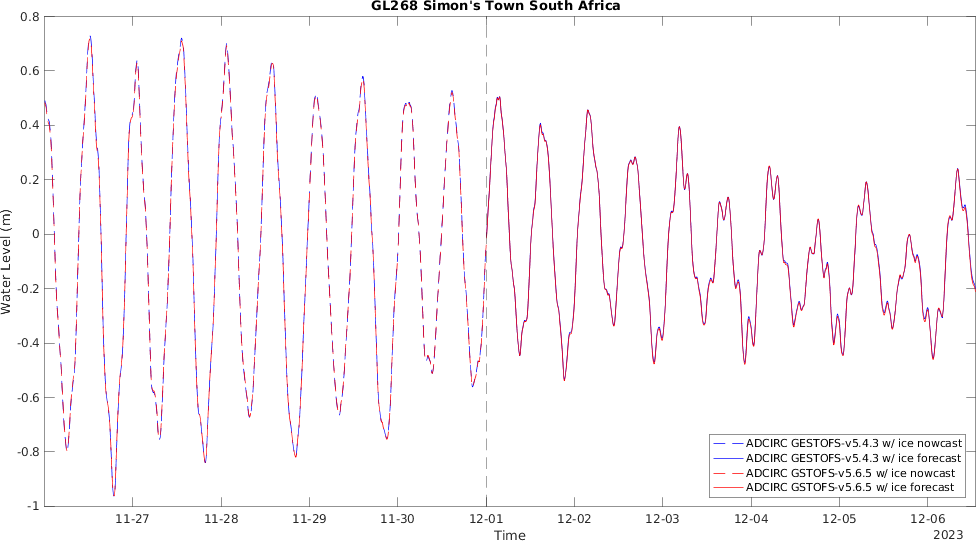 GL268 Simon's Town South Africa
0.8
0.6
0.4
0.2
0
-0.2
-0.4
-0.6
-0.8
-1
Water Level (m)
ADCIRC GESTOFS-v5.4.3 w/ ice nowcast
ADCIRC GESTOFS-v5.4.3 w/ ice forecast
ADCIRC GSTOFS-v5.6.5 w/ ice nowcast
ADCIRC GSTOFS-v5.6.5 w/ ice forecast
11-27 11-28 11-29 11-30 12-01 12-02 12-03 12-04 12-05 12-06
Time
2023